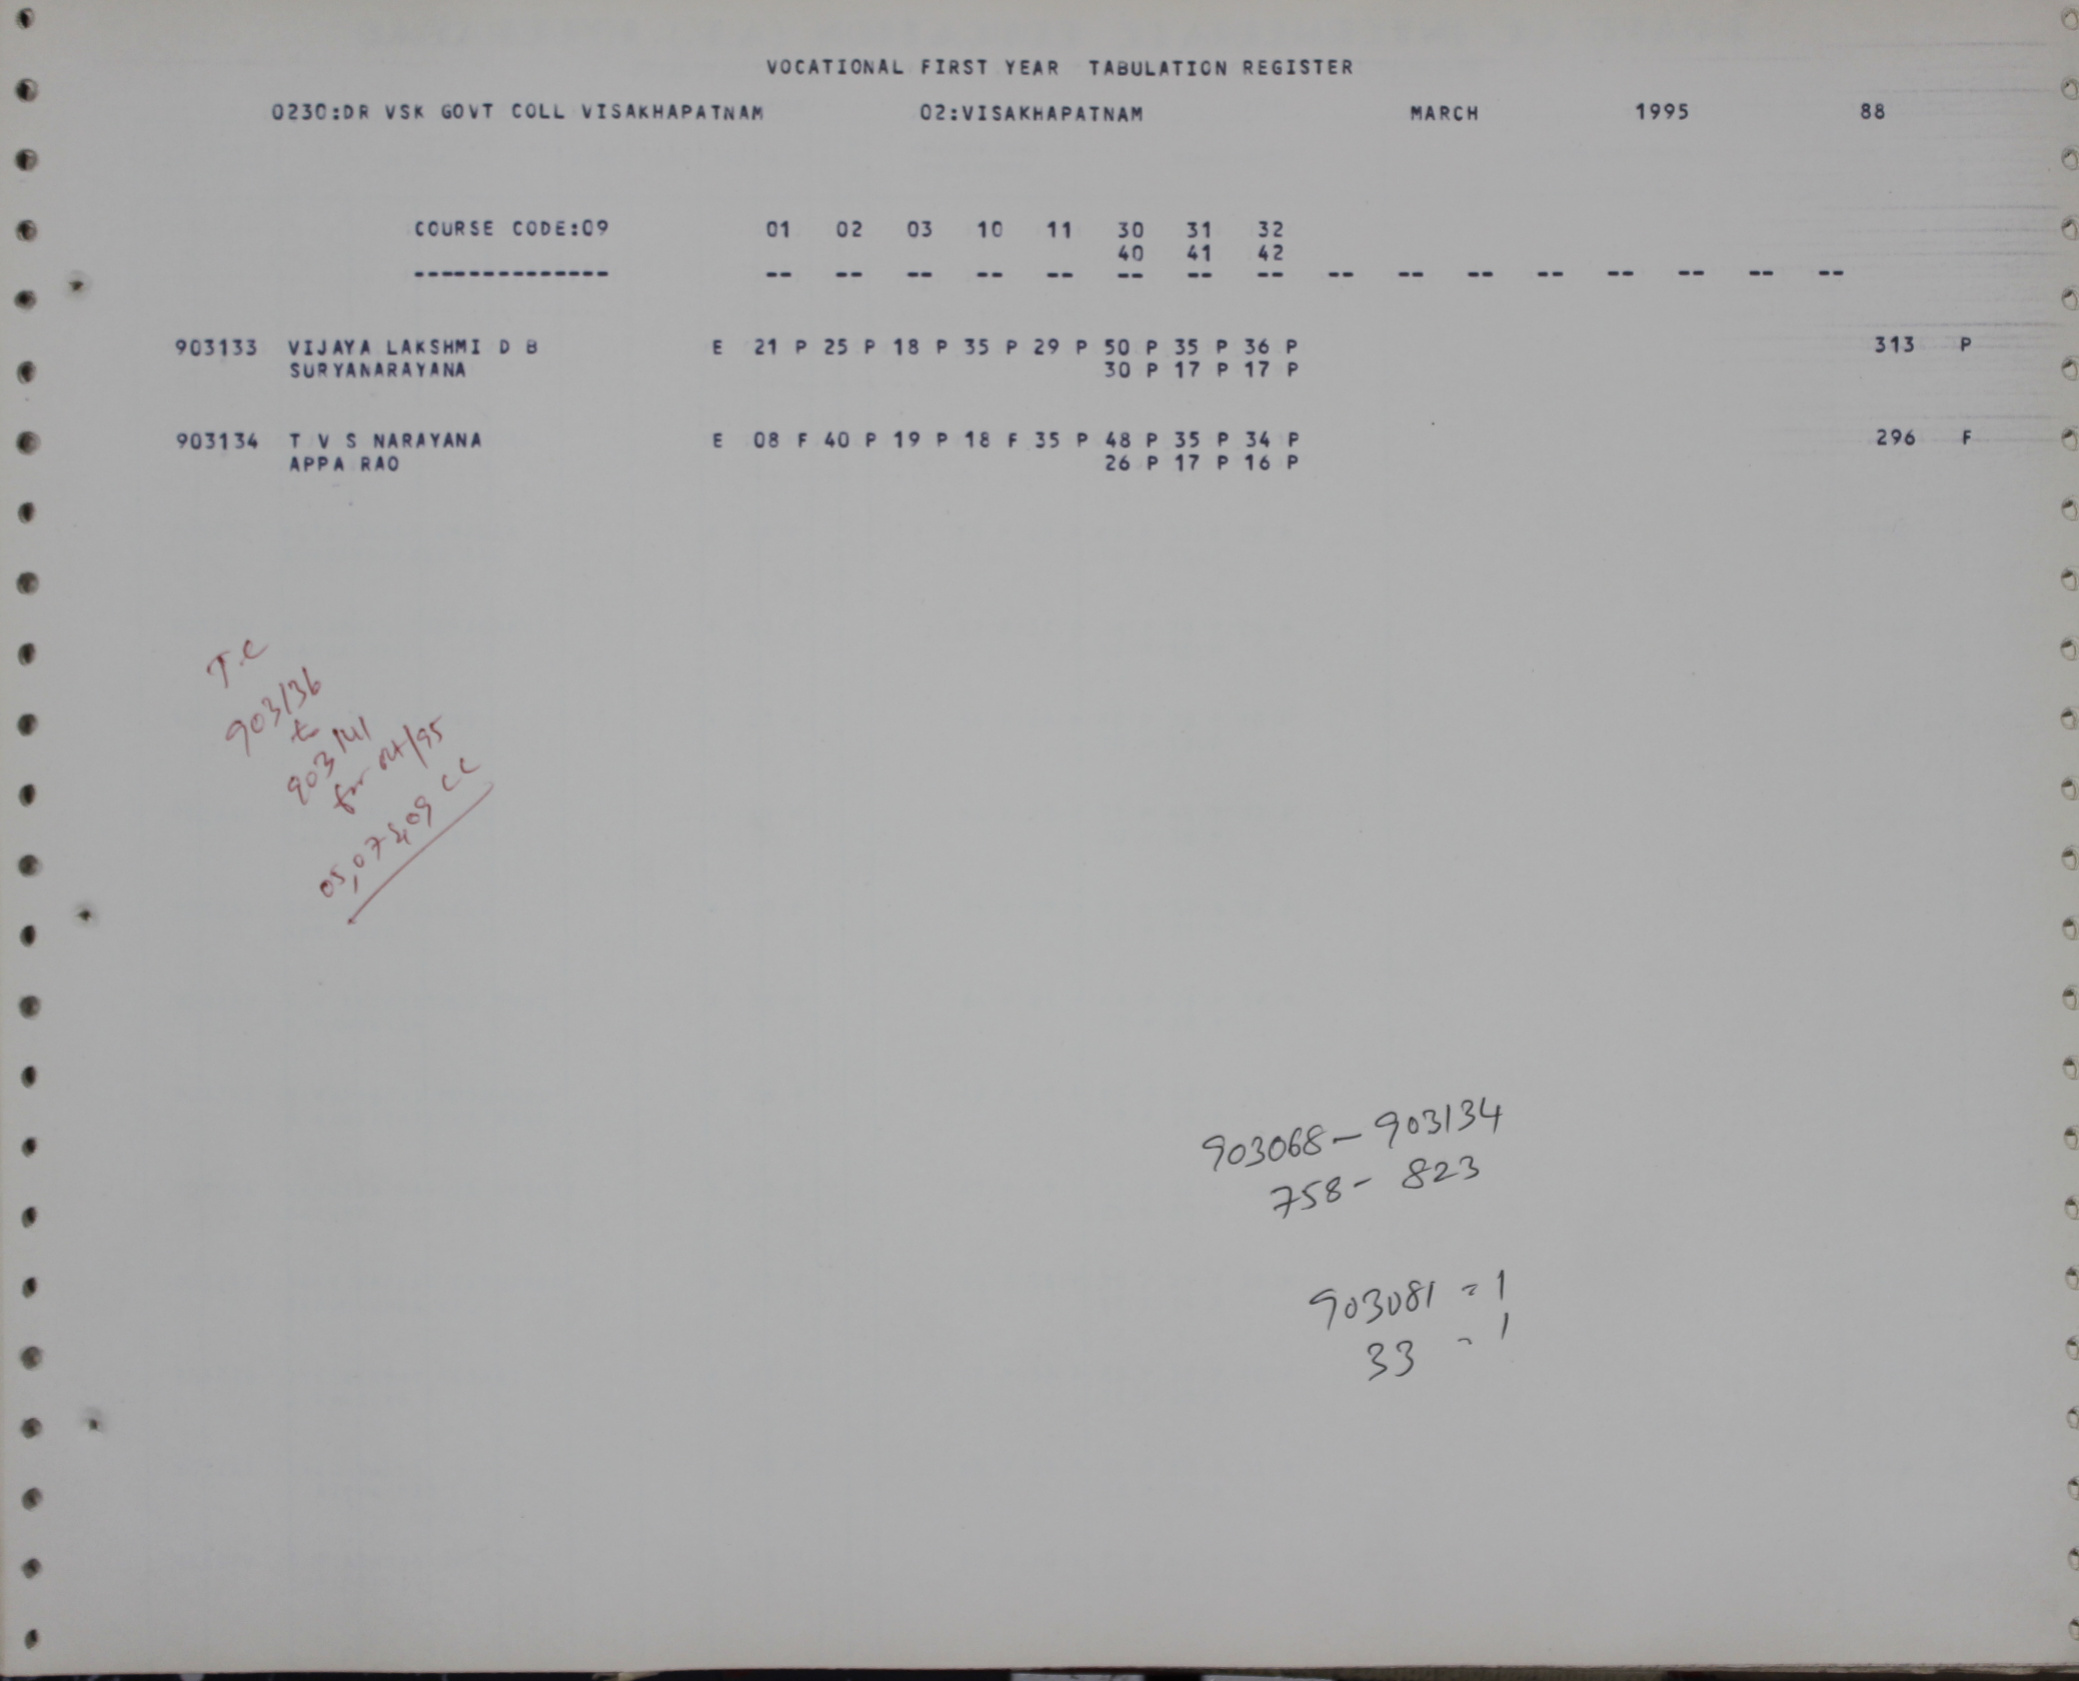 VOCATIONAL FIRST YEAR TABULATION REGISTER
0230:DR VSK GOVT COLL VISAKHAPATNAM 02:VISAKHAPATNAM MARCH 1995 88
COURSE CODE:09 01 02 03 10 11 30 31 32
40 41 42
-------------- -- -- -- -- -- -- -- -- -- -- -- -- -- -- -- --
903133 VIJAYA LAKSHMI D B E 21 P 25 P 18 P 35 P 29 P 50 P 35 P 36 P 313 P
SURYANARAYANA 30 P 17 P 17 P
903134 T V S NARAYANA E 08 F 40 P 19 P 18 F 35 P 48 P 35 P 34 P 296 F
APPA RAO 26 P 17 P 16 P
T.C
903136
to
903141
for M/95
05,07 & 09 CC
903068-903134
758- 823
903081 = 1
33 - 1